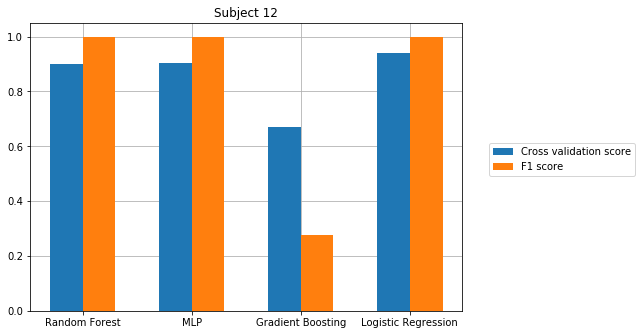 Subject 12
1.0
0.8
0.6
0.4
0.2
0.0
Random Forest
MLP
Gradient Boosting
Logistic Regression
Cross validation score
F1 score